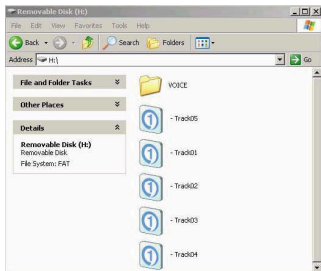 Removable Disk (H:)
File Edit View Favorites Tools Help
Back Search Folders
Address H:\ Go
File and Folder Tasks
Other Places
Details
Removable Disk (H:)
Removable Disk
File System: FAT
VOICE
- Track05
- Track01
- Track02
- Track03
- Track04